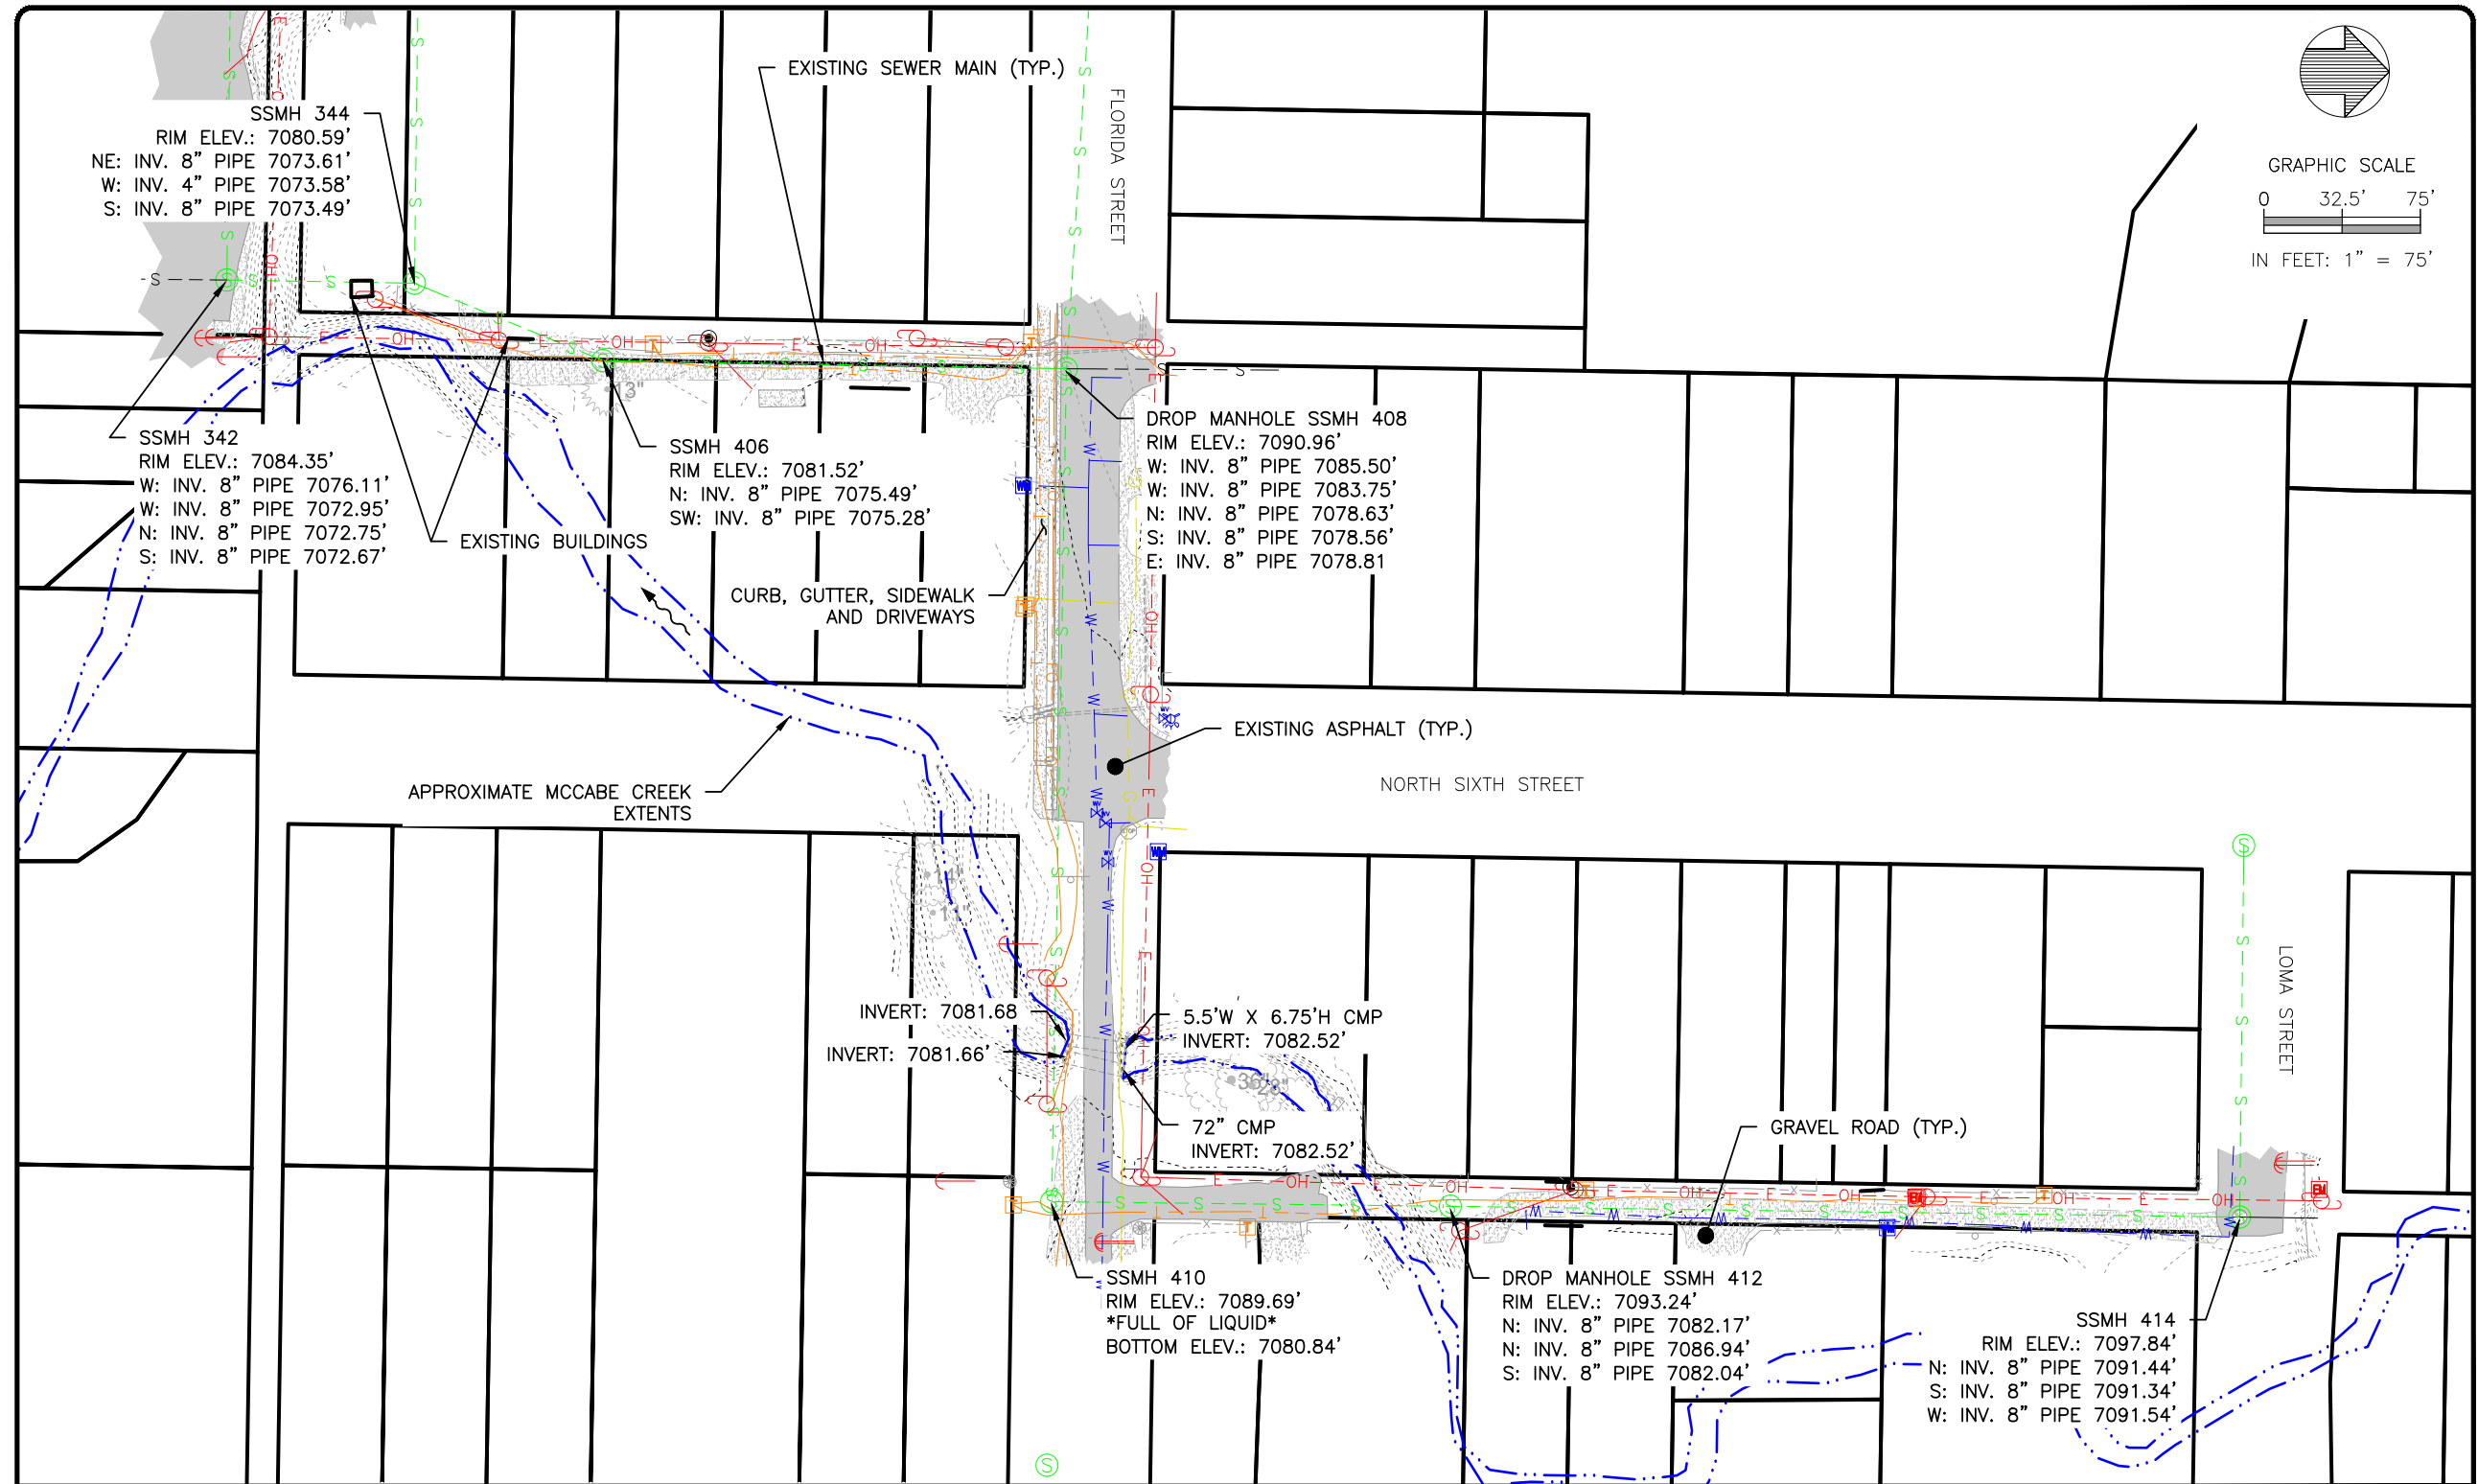 EXISTING SEWER MAIN (TYP.)
FLORIDA STREET
SSMH 344
RIM ELEV.: 7080.59'
NE: INV. 8" PIPE 7073.61'
W: INV. 4" PIPE 7073.58'
S: INV. 8" PIPE 7073.49'
GRAPHIC SCALE
0 32.5' 75'
IN FEET: 1" = 75'
SSMH 342
RIM ELEV.: 7084.35'
W: INV. 8" PIPE 7076.11'
W: INV. 8" PIPE 7072.95'
N: INV. 8" PIPE 7072.75'
S: INV. 8" PIPE 7072.67'
EXISTING BUILDINGS
13"
SSMH 406
RIM ELEV.: 7081.52'
N: INV. 8" PIPE 7075.49'
SW: INV. 8" PIPE 7075.28'
DROP MANHOLE SSMH 408
RIM ELEV.: 7090.96'
W: INV. 8" PIPE 7085.50'
W: INV. 8" PIPE 7083.75'
N: INV. 8" PIPE 7078.63'
S: INV. 8" PIPE 7078.56'
E: INV. 8" PIPE 7078.81
CURB, GUTTER, SIDEWALK
AND DRIVEWAYS
EXISTING ASPHALT (TYP.)
NORTH SIXTH STREET
APPROXIMATE MCCABE CREEK
EXTENTS
14"
11"
INVERT: 7081.68
INVERT: 7081.66'
5.5'W X 6.75'H CMP
INVERT: 7082.52'
36"
28"
72" CMP
INVERT: 7082.52'
GRAVEL ROAD (TYP.)
LOMA STREET
SSMH 410
RIM ELEV.: 7089.69'
*FULL OF LIQUID*
BOTTOM ELEV.: 7080.84'
DROP MANHOLE SSMH 412
RIM ELEV.: 7093.24'
N: INV. 8" PIPE 7082.17'
N: INV. 8" PIPE 7086.94'
S: INV. 8" PIPE 7082.04'
SSMH 414
RIM ELEV.: 7097.84'
N: INV. 8" PIPE 7091.44'
S: INV. 8" PIPE 7091.34'
W: INV. 8" PIPE 7091.54'